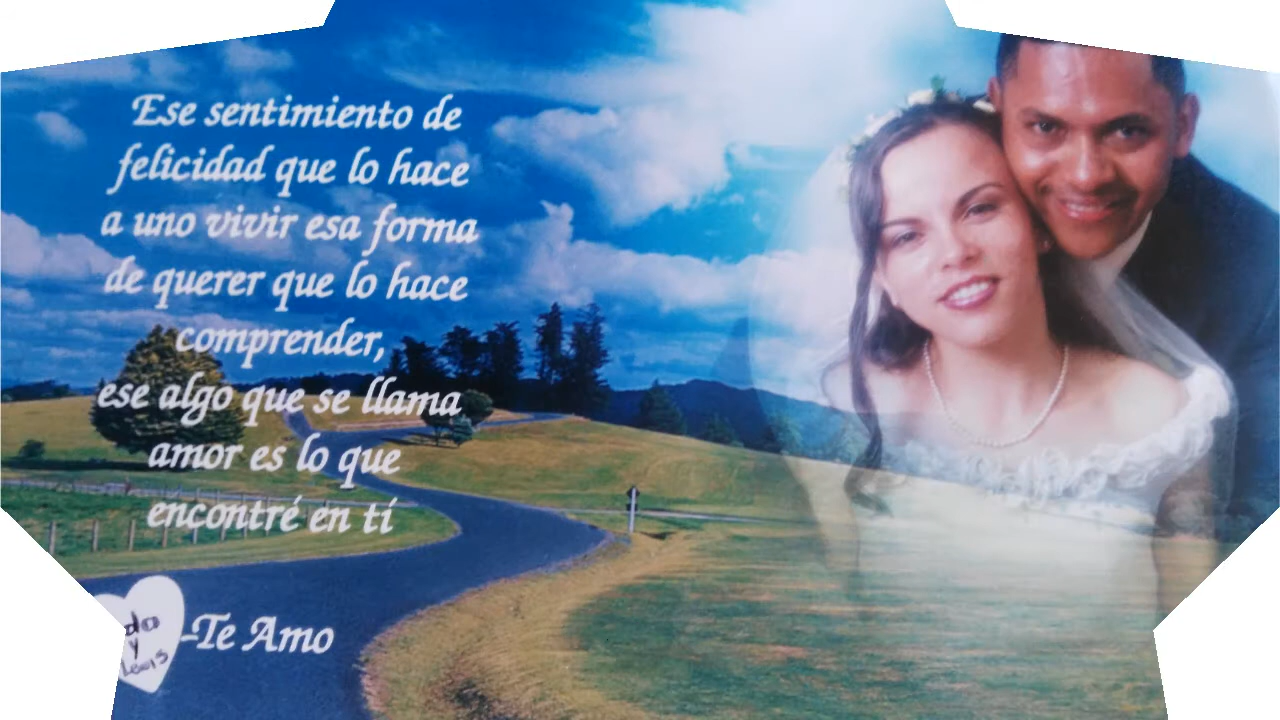 Ese sentimiento de
felicidad que lo hace
a uno vivir esa forma
de querer que lo hace
comprender,
ese algo que se llama
amor es lo que
encontré en tí
-Te Amo
y
Lewis